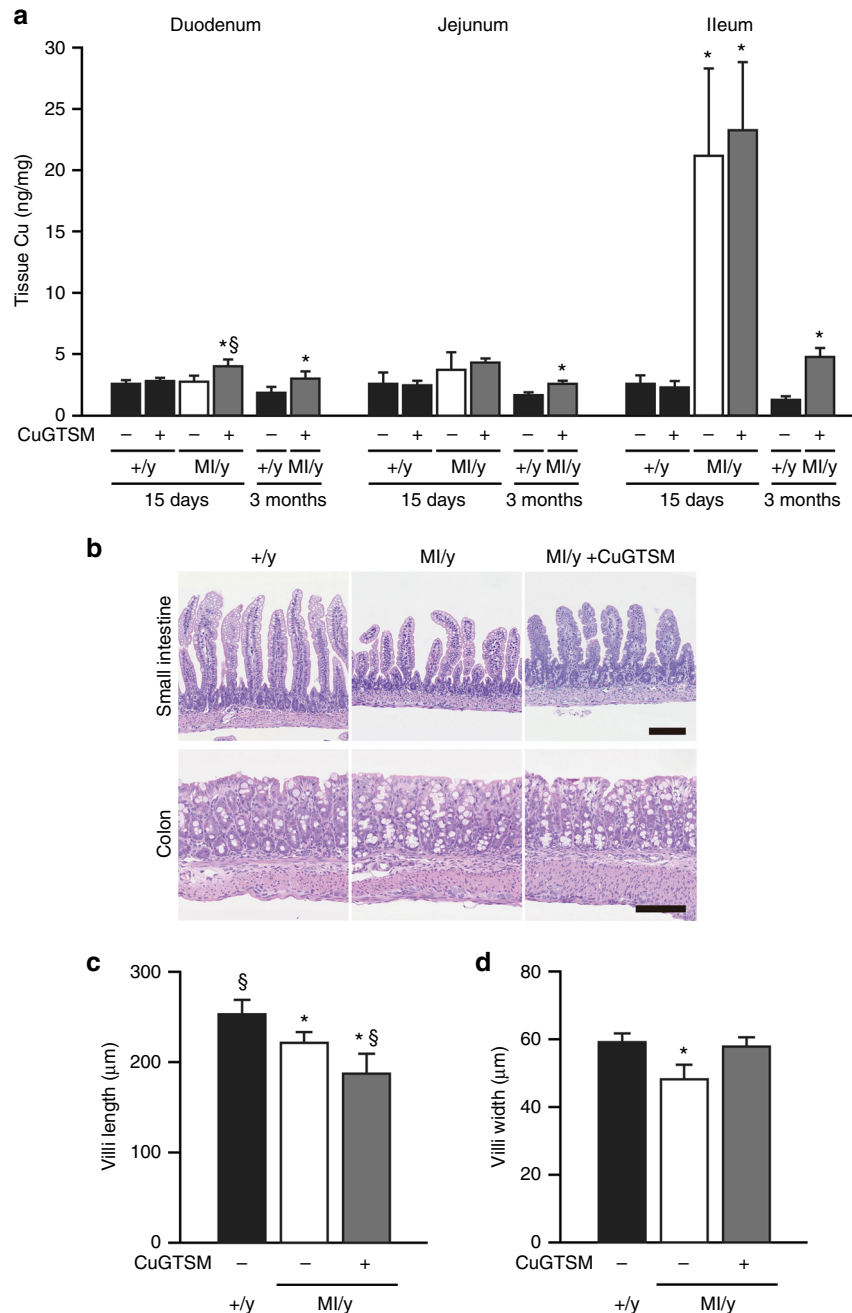 a
Duodenum Jejunum Ileum
30
25
20
15
10
5
0
Tissue Cu (ng/mg)
* § * * * * *
CuGTSM − + − + − + − + − + − + − + − + − +
+/y MI/y +/y MI/y +/y MI/y +/y MI/y +/y MI/y +/y MI/y
15 days 3 months 15 days 3 months 15 days 3 months
b
+/y MI/y MI/y +CuGTSM
Small intestine
Colon
c
300
200
100
0
Villi length (μm)
§ * * §
CuGTSM − − +
+/y MI/y
d
80
60
40
20
0
Villi width (μm)
*
CuGTSM − − +
+/y MI/y